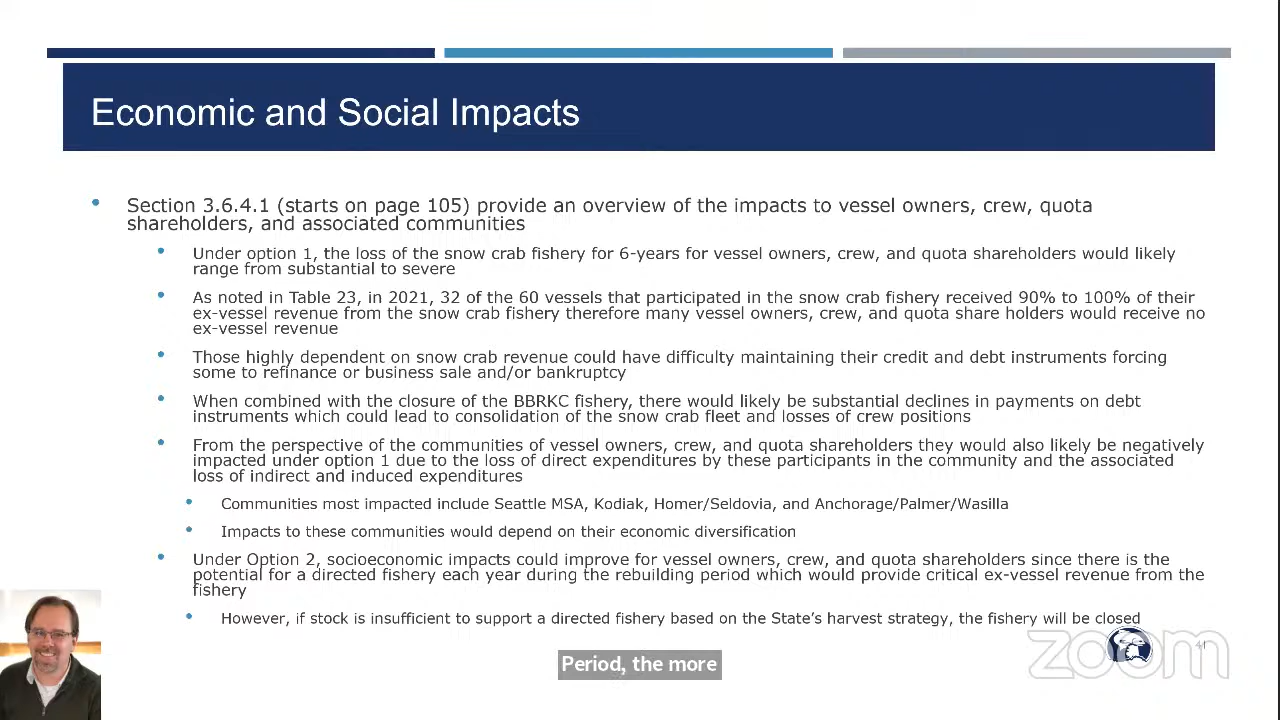 Economic and Social Impacts
Section 3.6.4.1 (starts on page 105) provide an overview of the impacts to vessel owners, crew, quota
shareholders, and associated communities
Under option 1, the loss of the snow crab fishery for 6-years for vessel owners, crew, and quota shareholders would likely
range from substantial to severe
As noted in Table 23, in 2021, 32 of the 60 vessels that participated in the snow crab fishery received 90% to 100% of their
ex-vessel revenue from the snow crab fishery therefore many vessel owners, crew, and quota share holders would receive no
ex-vessel revenue
Those highly dependent on snow crab revenue could have difficulty maintaining their credit and debt instruments forcing
some to refinance or business sale and/or bankruptcy
When combined with the closure of the BBRKC fishery, there would likely be substantial declines in payments on debt
instruments which could lead to consolidation of the snow crab fleet and losses of crew positions
From the perspective of the communities of vessel owners, crew, and quota shareholders they would also likely be negatively
impacted under option 1 due to the loss of direct expenditures by these participants in the community and the associated
loss of indirect and induced expenditures
Communities most impacted include Seattle MSA, Kodiak, Homer/Seldovia, and Anchorage/Palmer/Wasilla
Impacts to these communities would depend on their economic diversification
Under Option 2, socioeconomic impacts could improve for vessel owners, crew, and quota shareholders since there is the
potential for a directed fishery each year during the rebuilding period which would provide critical ex-vessel revenue from the
fishery
However, if stock is insufficient to support a directed fishery based on the State's harvest strategy, the fishery will be closed
zoom
Period, the more